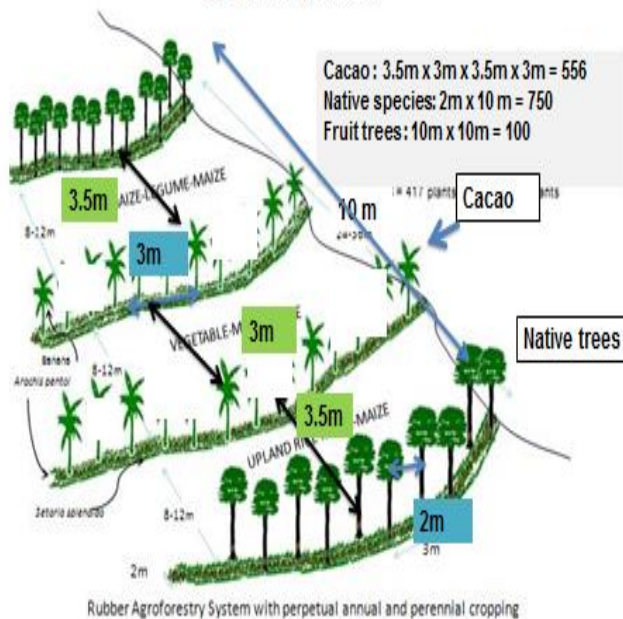 Cacao : 3.5m x 3m x 3.5m x 3m = 556
Native species: 2m x 10 m = 750
Fruit trees: 10m x 10m = 100
3.5m
AIZE-LEGUME-MAIZE
10 m
= 417 plants
Cacao
8-12m
3m
Banana
VEGETABLE-M
3m
Native trees
Arachis pentoi
8-12m
3.5m
UPLAND RI
-MAIZE
Setaria splendida
8-12m
2m
3m
2m
Rubber Agroforestry System with perpetual annual and perennial cropping